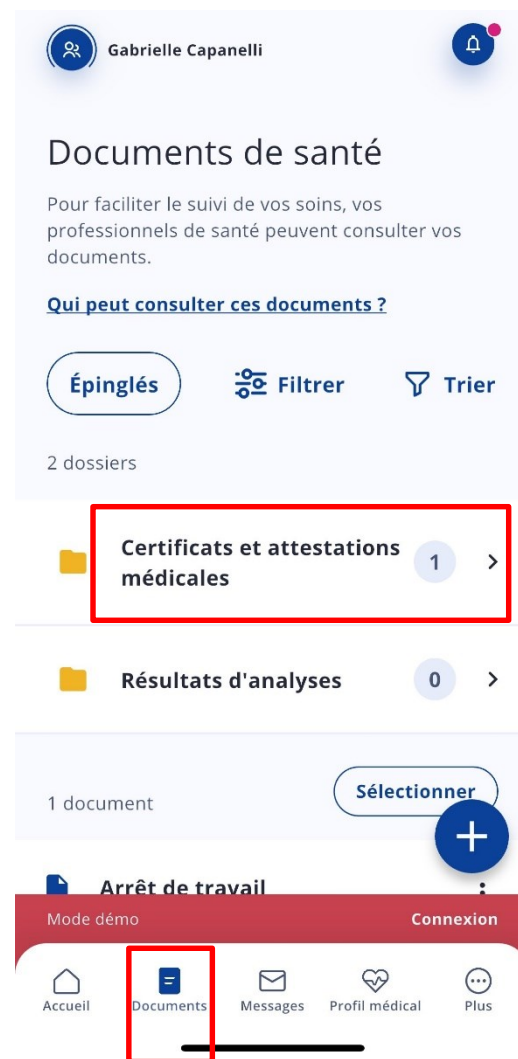 Gabrielle Capanelli
Documents de santé
Pour faciliter le suivi de vos soins, vos
professionnels de santé peuvent consulter vos
documents.
Qui peut consulter ces documents ?
Épinglés
Filtrer
Trier
2 dossiers
Certificats et attestations
médicales
1
Résultats d'analyses
0
1 document
Sélectionner
Arrêt de travail
Mode démo
Connexion
Accueil
Documents
Messages
Profil médical
Plus